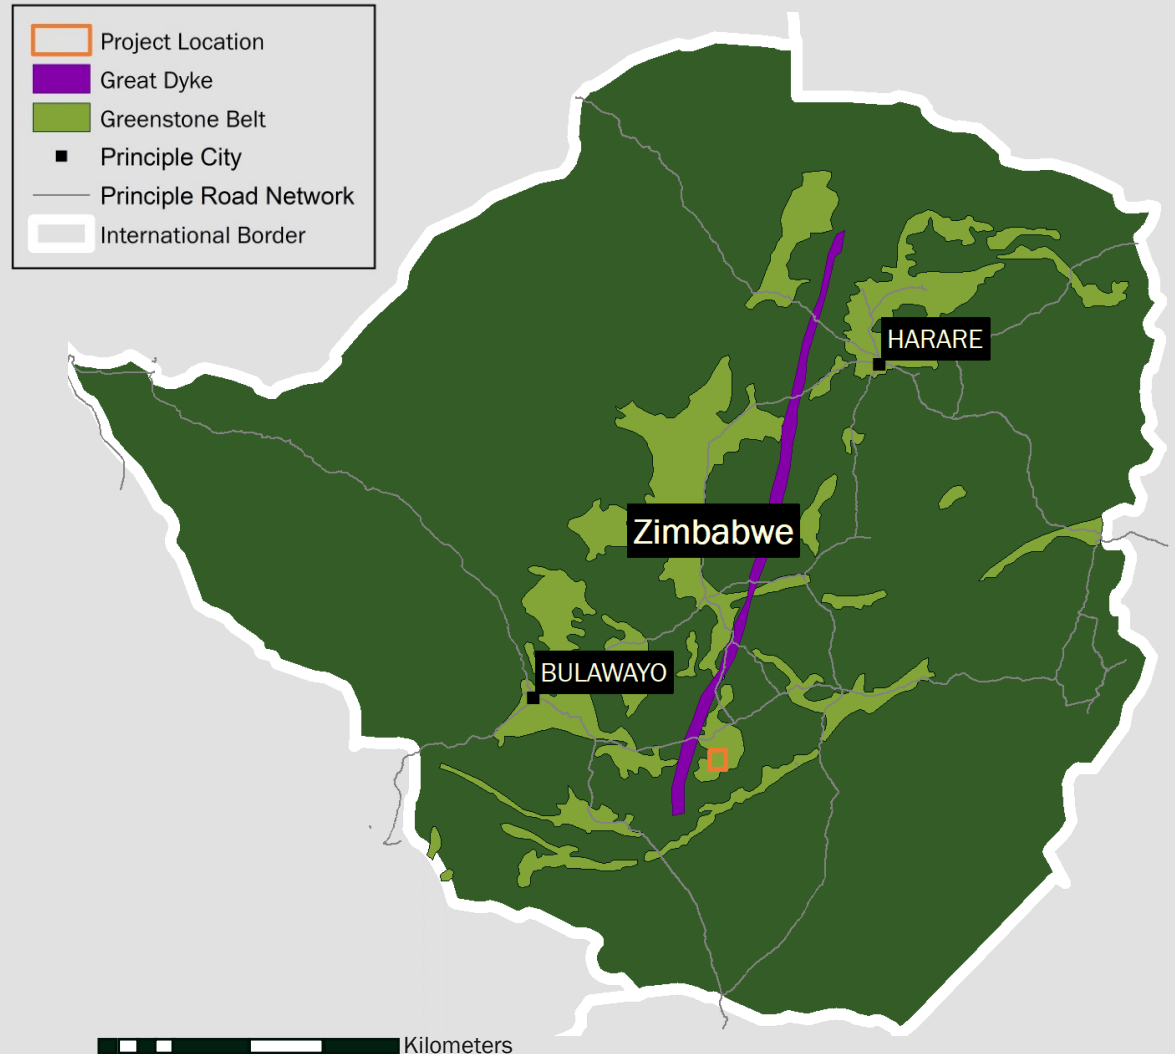 Project Location
Great Dyke
Greenstone Belt
Principle City
Principle Road Network
International Border
HARARE
Zimbabwe
BULAWAYO
Kilometers